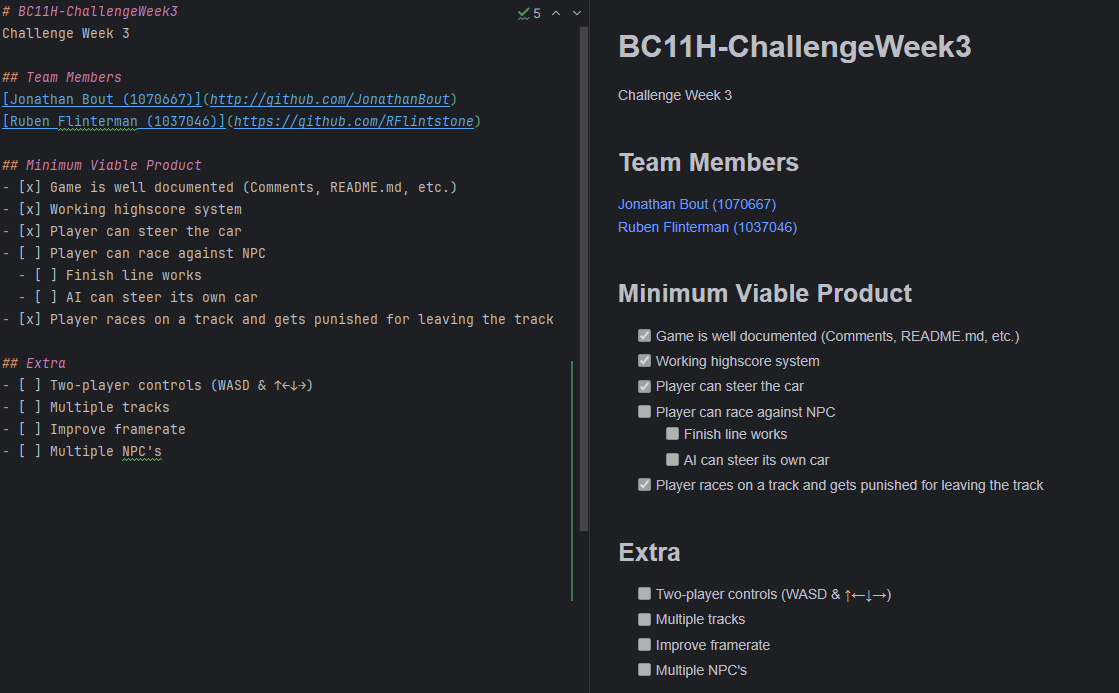 # BC11H-ChallengeWeek3
Challenge Week 3
## Team Members
[Jonathan Bout (1070667)](http://github.com/JonathanBout)
[Ruben Flinterman (1037046)](https://github.com/RFlintstone)
## Minimum Viable Product
- [x] Game is well documented (Comments, README.md, etc.)
- [x] Working highscore system
- [x] Player can steer the car
- [ ] Player can race against NPC
  - [ ] Finish line works
  - [ ] AI can steer its own car
- [x] Player races on a track and gets punished for leaving the track
## Extra
- [ ] Two-player controls (WASD & ↑←↓→)
- [ ] Multiple tracks
- [ ] Improve framerate
- [ ] Multiple NPC's
5
BC11H-ChallengeWeek3
Challenge Week 3
Team Members
Jonathan Bout (1070667)
Ruben Flinterman (1037046)
Minimum Viable Product
Game is well documented (Comments, README.md, etc.)
Working highscore system
Player can steer the car
Player can race against NPC
Finish line works
AI can steer its own car
Player races on a track and gets punished for leaving the track
Extra
Two-player controls (WASD & ↑←↓→)
Multiple tracks
Improve framerate
Multiple NPC's